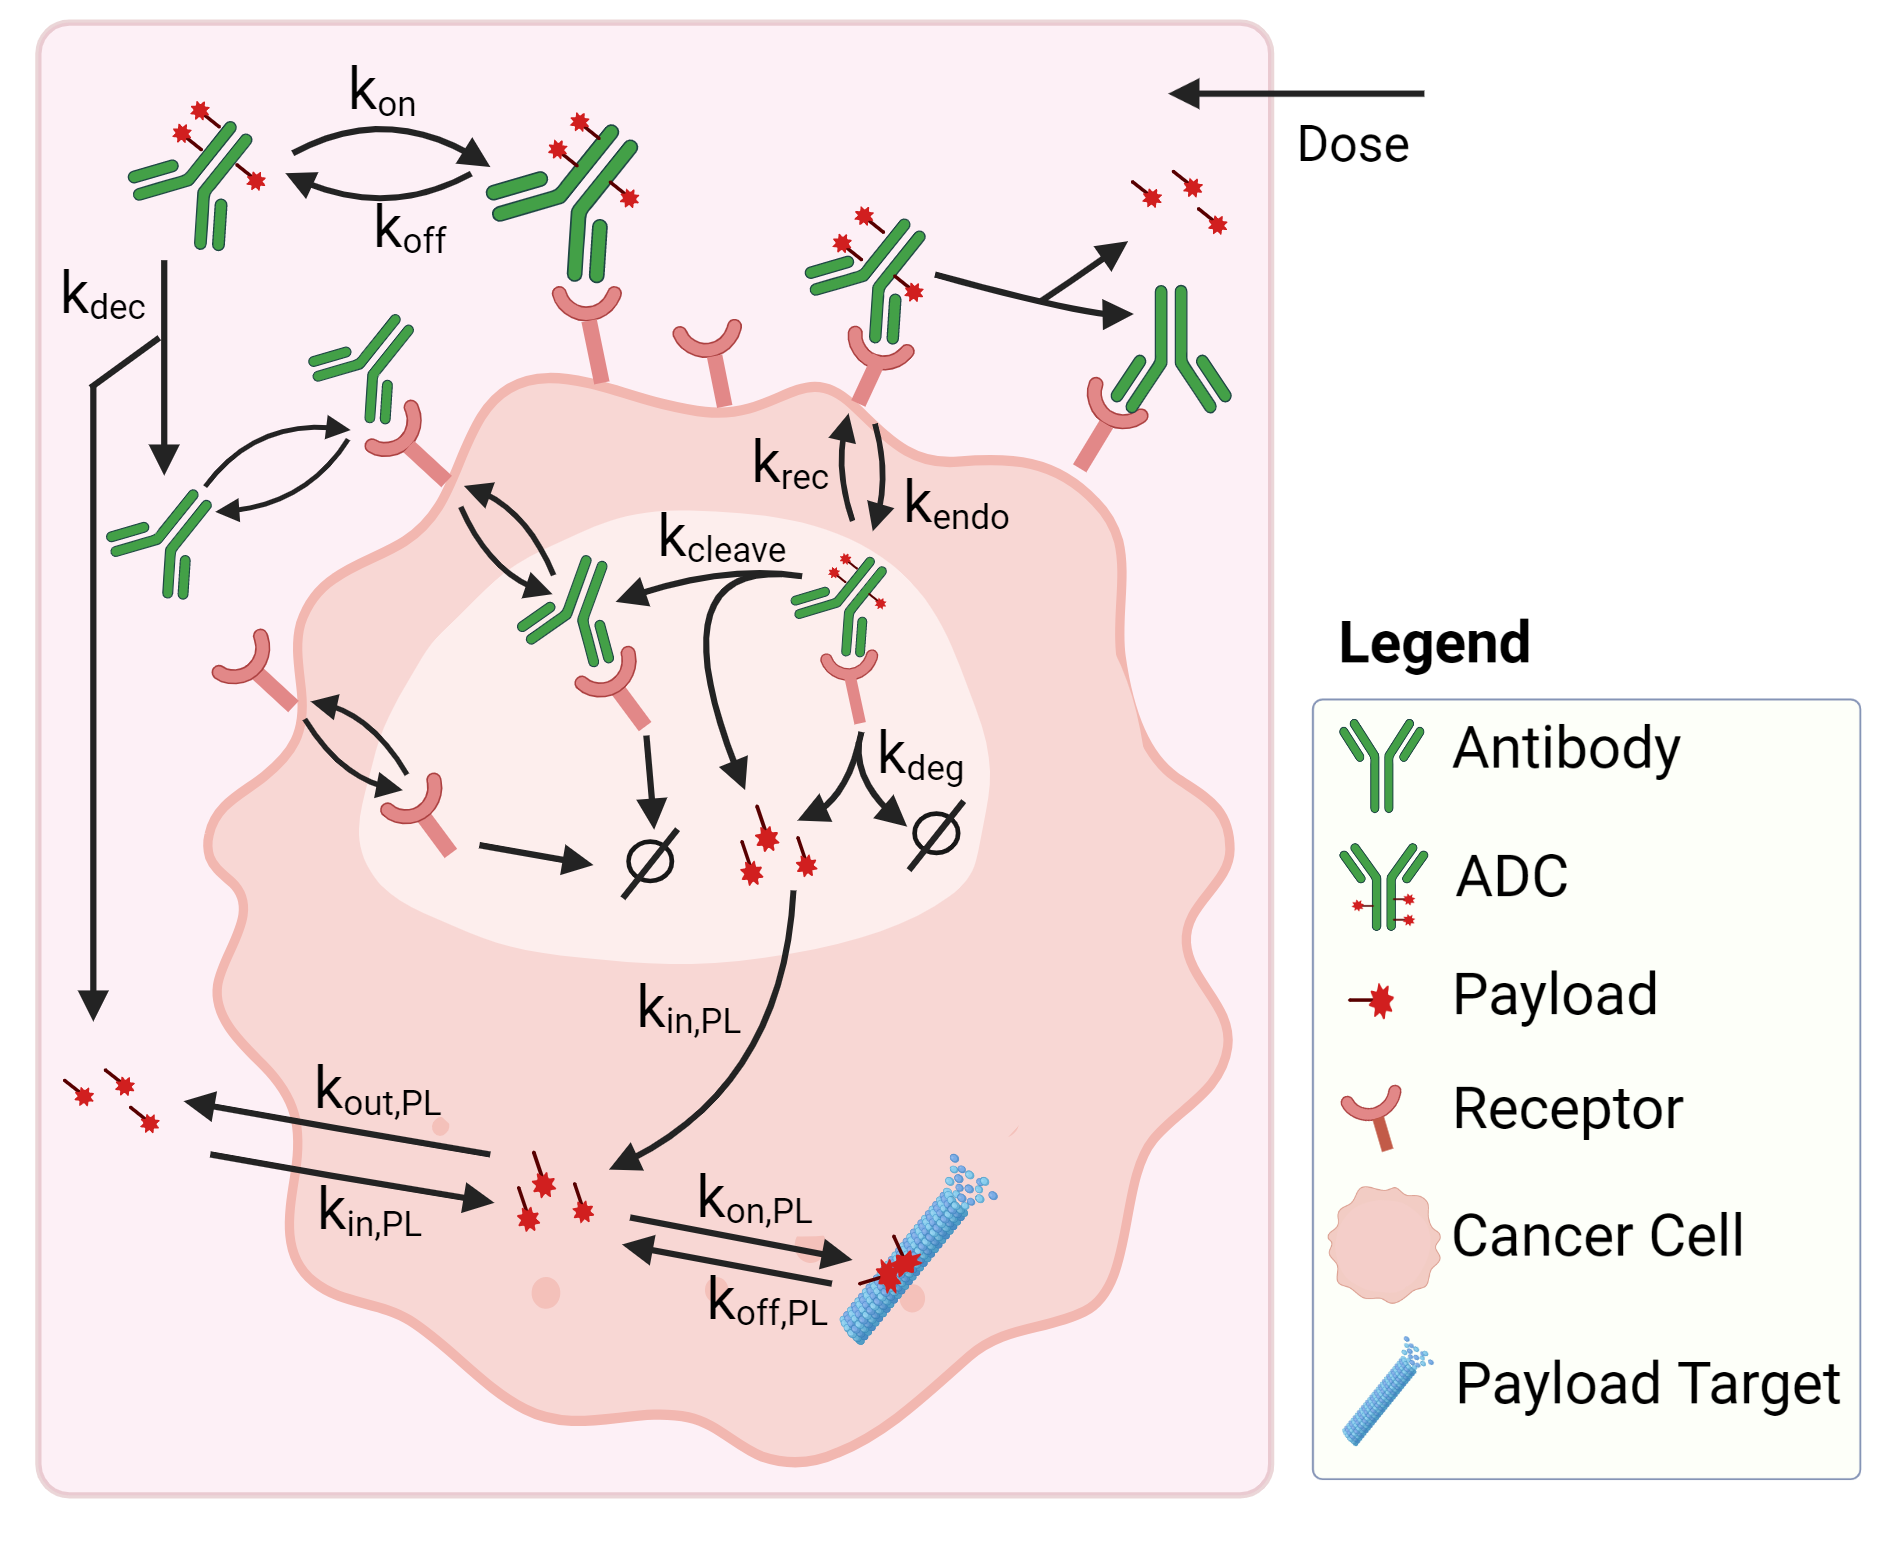 kon
koff
Dose
kdec
krec
kendo
kcleave
kdeg
kin,PL
kout,PL
kin,PL
kon,PL
koff,PL
Legend
Antibody
ADC
Payload
Receptor
Cancer Cell
Payload Target